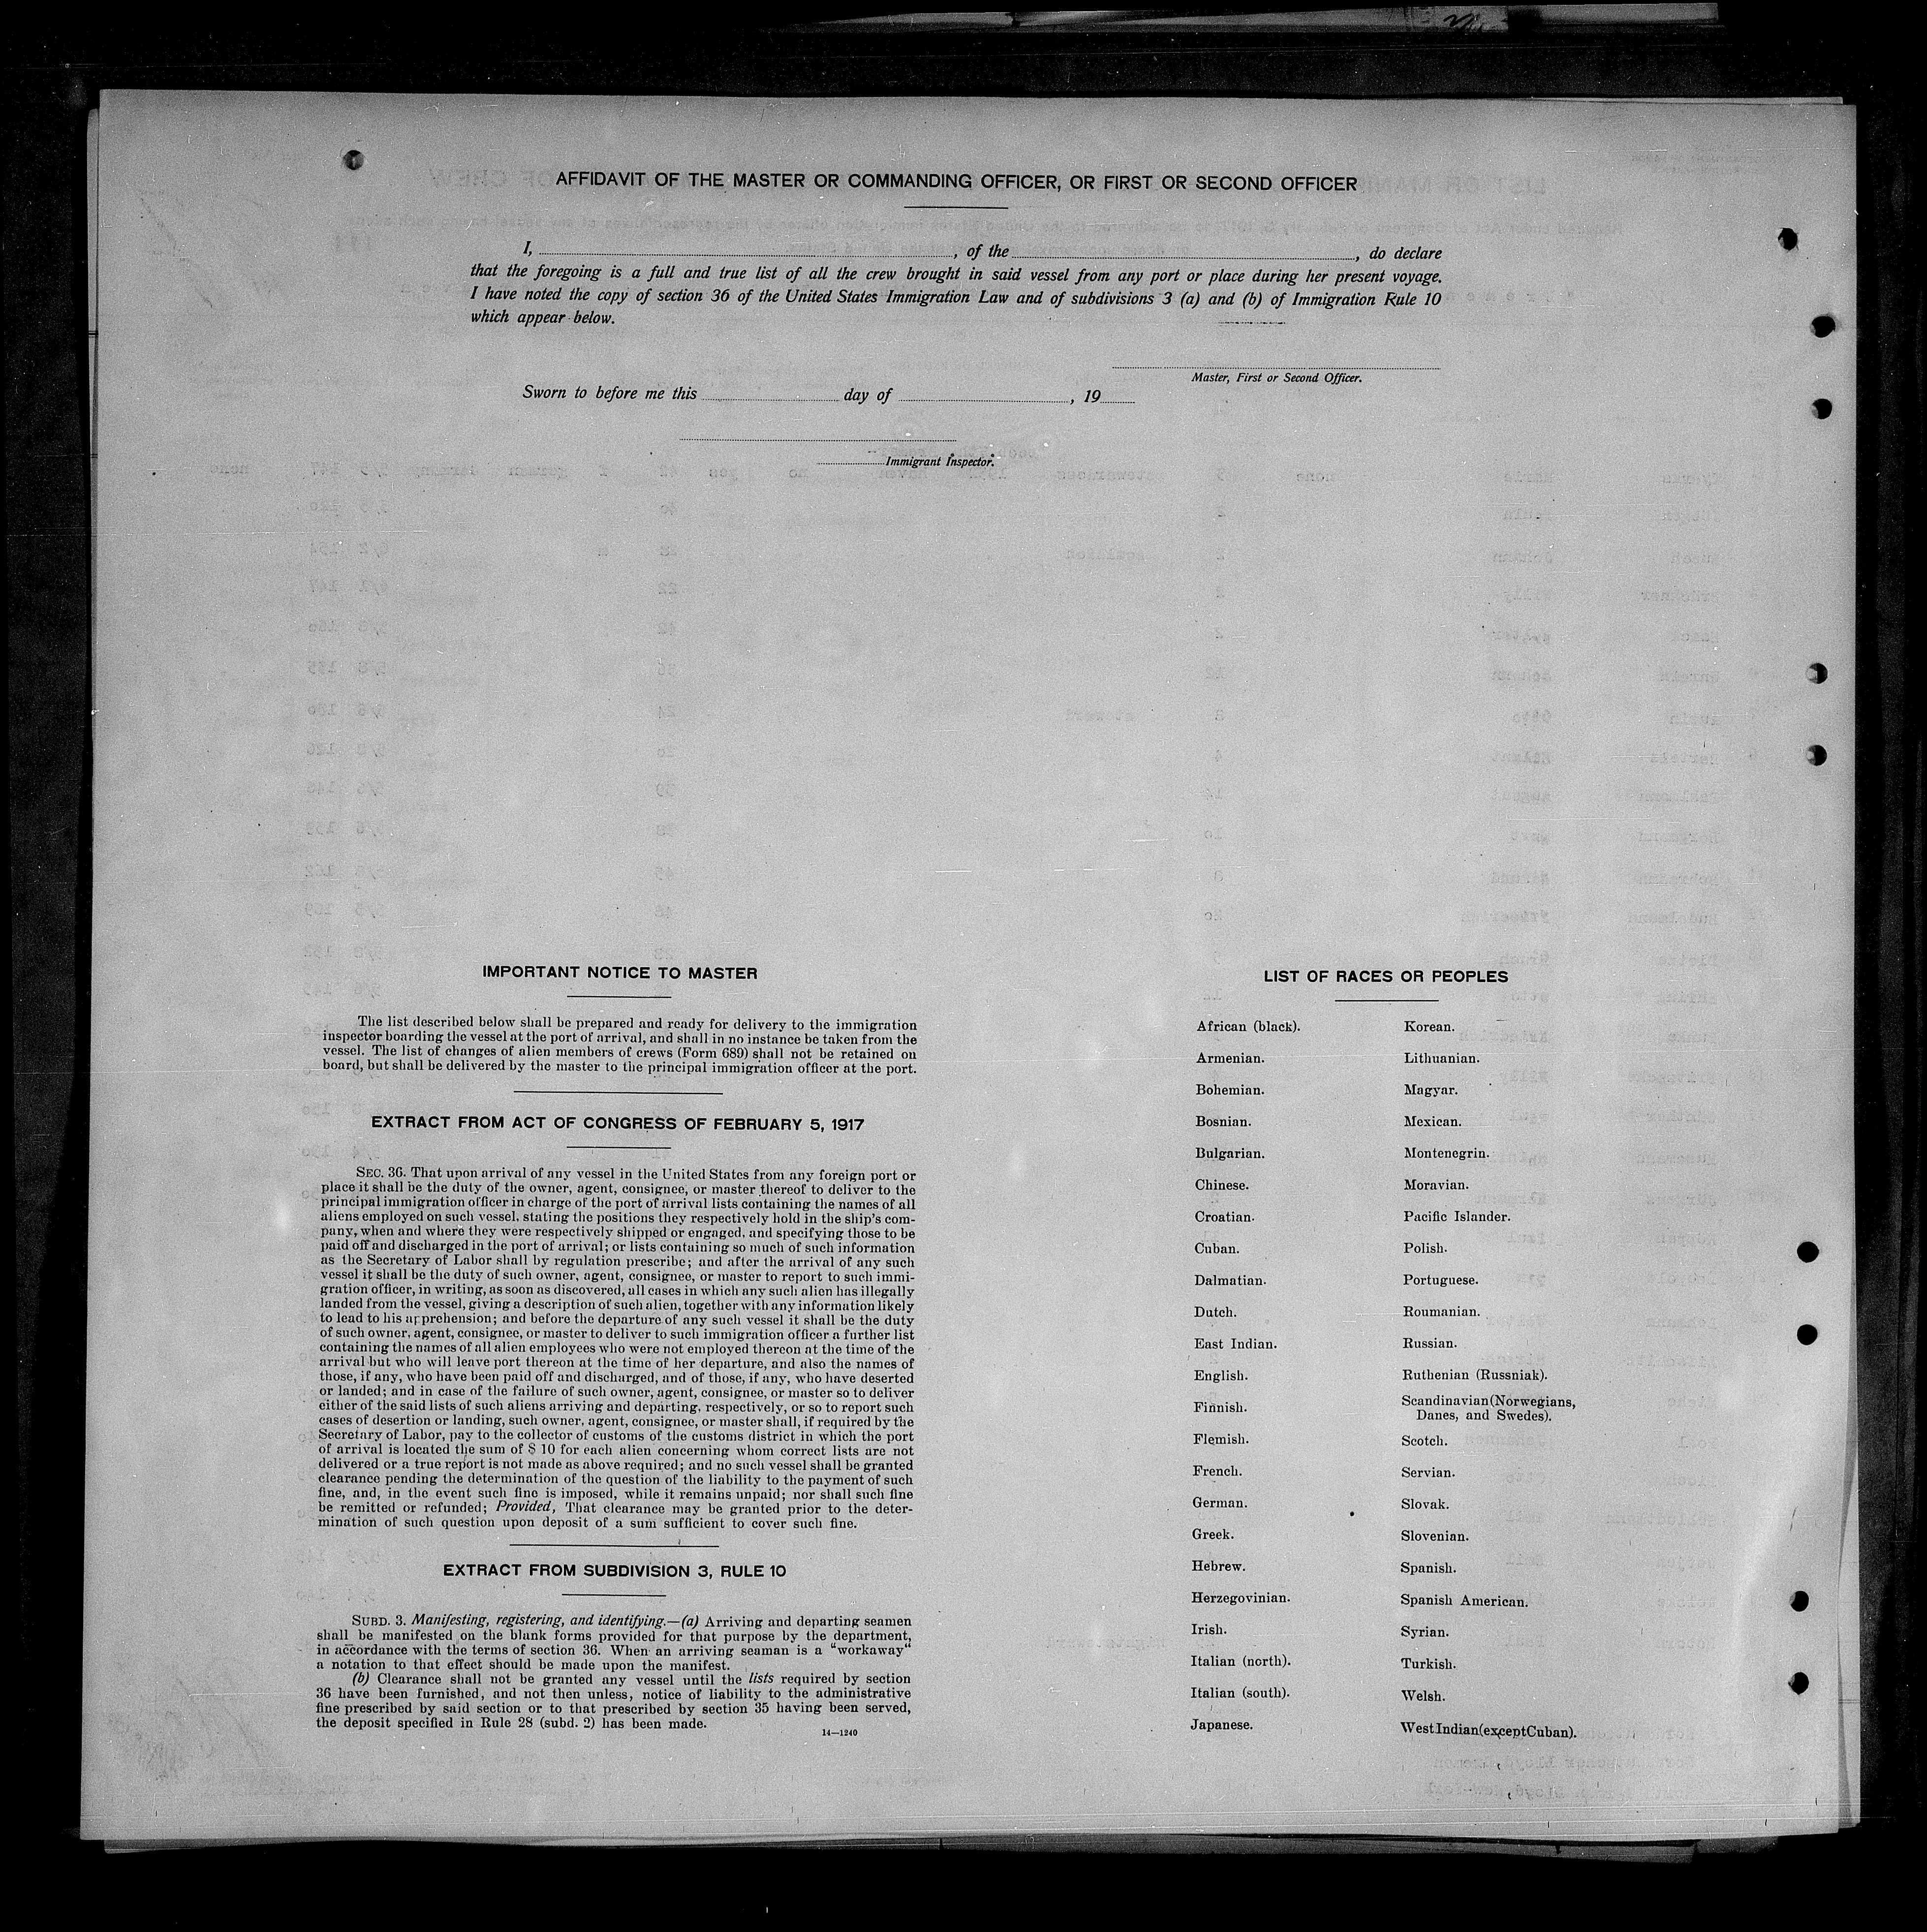 AFFIDAVIT OF THE MASTER OR COMMANDING OFFICER, OR FIRST OR SECOND OFFICER
I, , of the , do declare
that the foregoing is a full and true list of all the crew brought in said vessel from any port or place during her present voyage.
I have noted the copy of section 36 of the United States Immigration Law and of subdivisions 3 (a) and (b) of Immigration Rule 10
which appear below.
Master, First or Second Officer.
Sworn to before me this day of , 19
Immigrant Inspector.
IMPORTANT NOTICE TO MASTER
The list described below shall be prepared and ready for delivery to the immigration
inspector boarding the vessel at the port of arrival, and shall in no instance be taken from the
vessel. The list of changes of alien members of crews (Form 689) shall not be retained on
board, but shall be delivered by the master to the principal immigration officer at the port.
EXTRACT FROM ACT OF CONGRESS OF FEBRUARY 5, 1917
SEC. 36. That upon arrival of any vessel in the United States from any foreign port or
place it shall be the duty of the owner, agent, consignee, or master thereof to deliver to the
principal immigration officer in charge of the port of arrival lists containing the names of all
aliens employed on such vessel, stating the positions they respectively hold in the ship's com-
pany, when and where they were respectively shipped or engaged, and specifying those to be
paid off and discharged in the port of arrival; or lists containing so much of such information
as the Secretary of Labor shall by regulation prescribe; and after the arrival of any such
vessel it shall be the duty of such owner, agent, consignee, or master to report to such immi-
gration officer, in writing, as soon as discovered, all cases in which any such alien has illegally
landed from the vessel, giving a description of such alien, together with any information likely
to lead to his apprehension; and before the departure of any such vessel it shall be the duty
of such owner, agent, consignee, or master to deliver to such immigration officer a further list
containing the names of all alien employees who were not employed thereon at the time of the
arrival but who will leave port thereon at the time of her departure, and also the names of
those, if any, who have been paid off and discharged, and of those, if any, who have deserted
or landed; and in case of the failure of such owner, agent, consignee, or master so to deliver
either of the said lists of such aliens arriving and departing, respectively, or so to report such
cases of desertion or landing, such owner, agent, consignee, or master shall, if required by the
Secretary of Labor, pay to the collector of customs of the customs district in which the port
of arrival is located the sum of $ 10 for each alien concerning whom correct lists are not
delivered or a true report is not made as above required; and no such vessel shall be granted
clearance pending the determination of the question of the liability to the payment of such
fine, and, in the event such fine is imposed, while it remains unpaid; nor shall such fine
be remitted or refunded; Provided, That clearance may be granted prior to the deter-
mination of such question upon deposit of a sum sufficient to cover such fine.
EXTRACT FROM SUBDIVISION 3, RULE 10
SUBD. 3. Manifesting, registering, and identifying.—(a) Arriving and departing seamen
shall be manifested on the blank forms provided for that purpose by the department,
in accordance with the terms of section 36. When an arriving seaman is a "workaway"
a notation to that effect should be made upon the manifest.
(b) Clearance shall not be granted any vessel until the lists required by section
36 have been furnished, and not then unless, notice of liability to the administrative
fine prescribed by said section or to that prescribed by section 35 having been served,
the deposit specified in Rule 28 (subd. 2) has been made.
14—1240
LIST OF RACES OR PEOPLES
African (black).
Armenian.
Bohemian.
Bosnian.
Bulgarian.
Chinese.
Croatian.
Cuban.
Dalmatian.
Dutch.
East Indian.
English.
Finnish.
Flemish.
French.
German.
Greek.
Hebrew.
Herzegovinian.
Irish.
Italian (north).
Italian (south).
Japanese.
Korean.
Lithuanian.
Magyar.
Mexican.
Montenegrin.
Moravian.
Pacific Islander.
Polish.
Portuguese.
Roumanian.
Russian.
Ruthenian (Russniak).
Scandinavian (Norwegians,
Danes, and Swedes).
Scotch.
Servian.
Slovak.
Slovenian.
Spanish.
Spanish American.
Syrian.
Turkish.
Welsh.
West Indian (except Cuban).